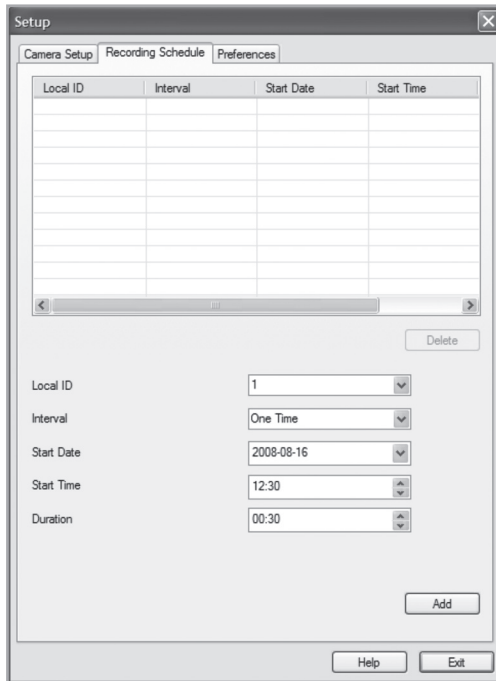 Setup
Camera Setup Recording Schedule Preferences
Local ID Interval Start Date Start Time
Delete
Local ID 1
Interval One Time
Start Date 2008-08-16
Start Time 12:30
Duration 00:30
Add
Help Exit